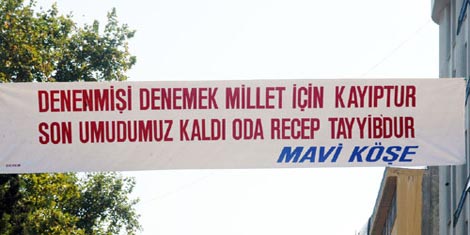 DENENMİŞİ DENEMEK MİLLET İÇİN KAYIPTUR
SON UMUDUMUZ KALDI ODA RECEP TAYYİBDUR
MAVİ KÖŞE